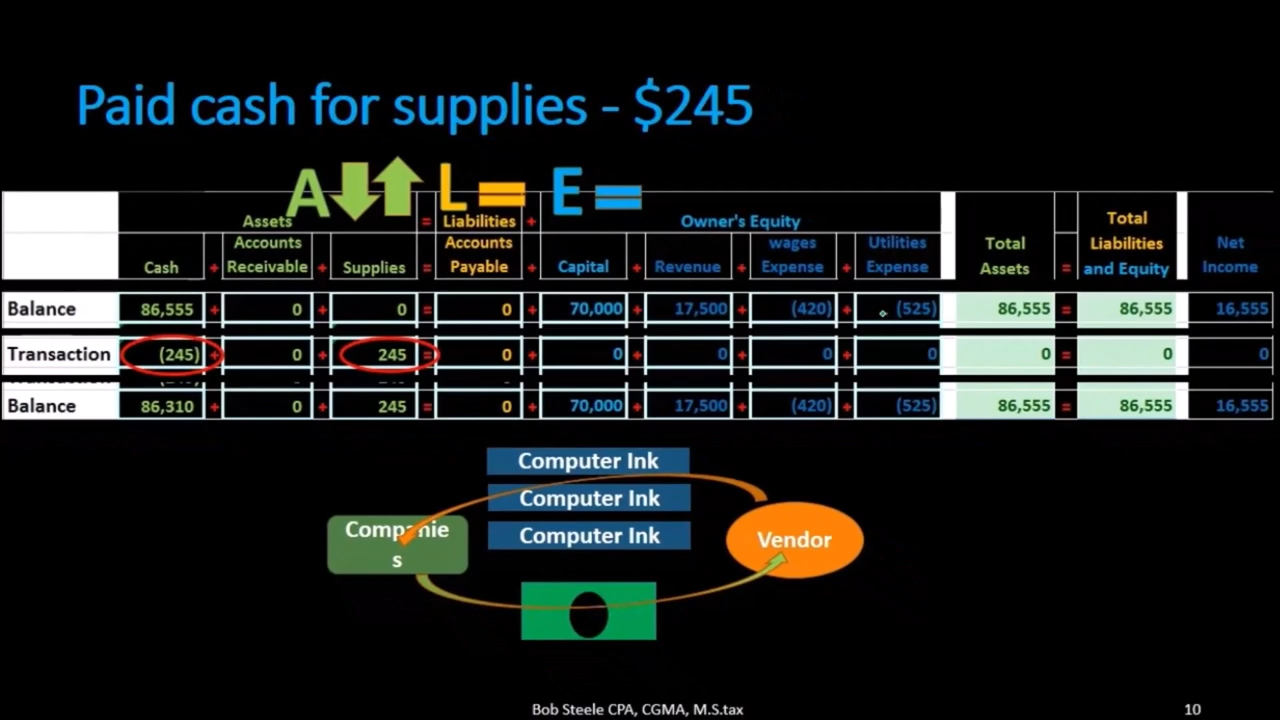 Paid cash for supplies - $245
A L = E =
Assets = Liabilities + Owner's Equity
Cash + Accounts Receivable + Supplies = Accounts Payable + Capital + Revenue + wages Expense + Utilities Expense Total Assets = Total Liabilities and Equity Net Income
Balance 86,555 + 0 + 0 = 0 + 70,000 + 17,500 + (420) + (525) 86,555 = 86,555 16,555
Transaction (245) + 0 + 245 = 0 + 0 + 0 + 0 + 0 0 = 0 0
Balance 86,310 + 0 + 245 = 0 + 70,000 + 17,500 + (420) + (525) 86,555 = 86,555 16,555
Computer Ink
Computer Ink
Computer Ink
Companie
s
Vendor
Bob Steele CPA, CGMA, M.S.tax
10